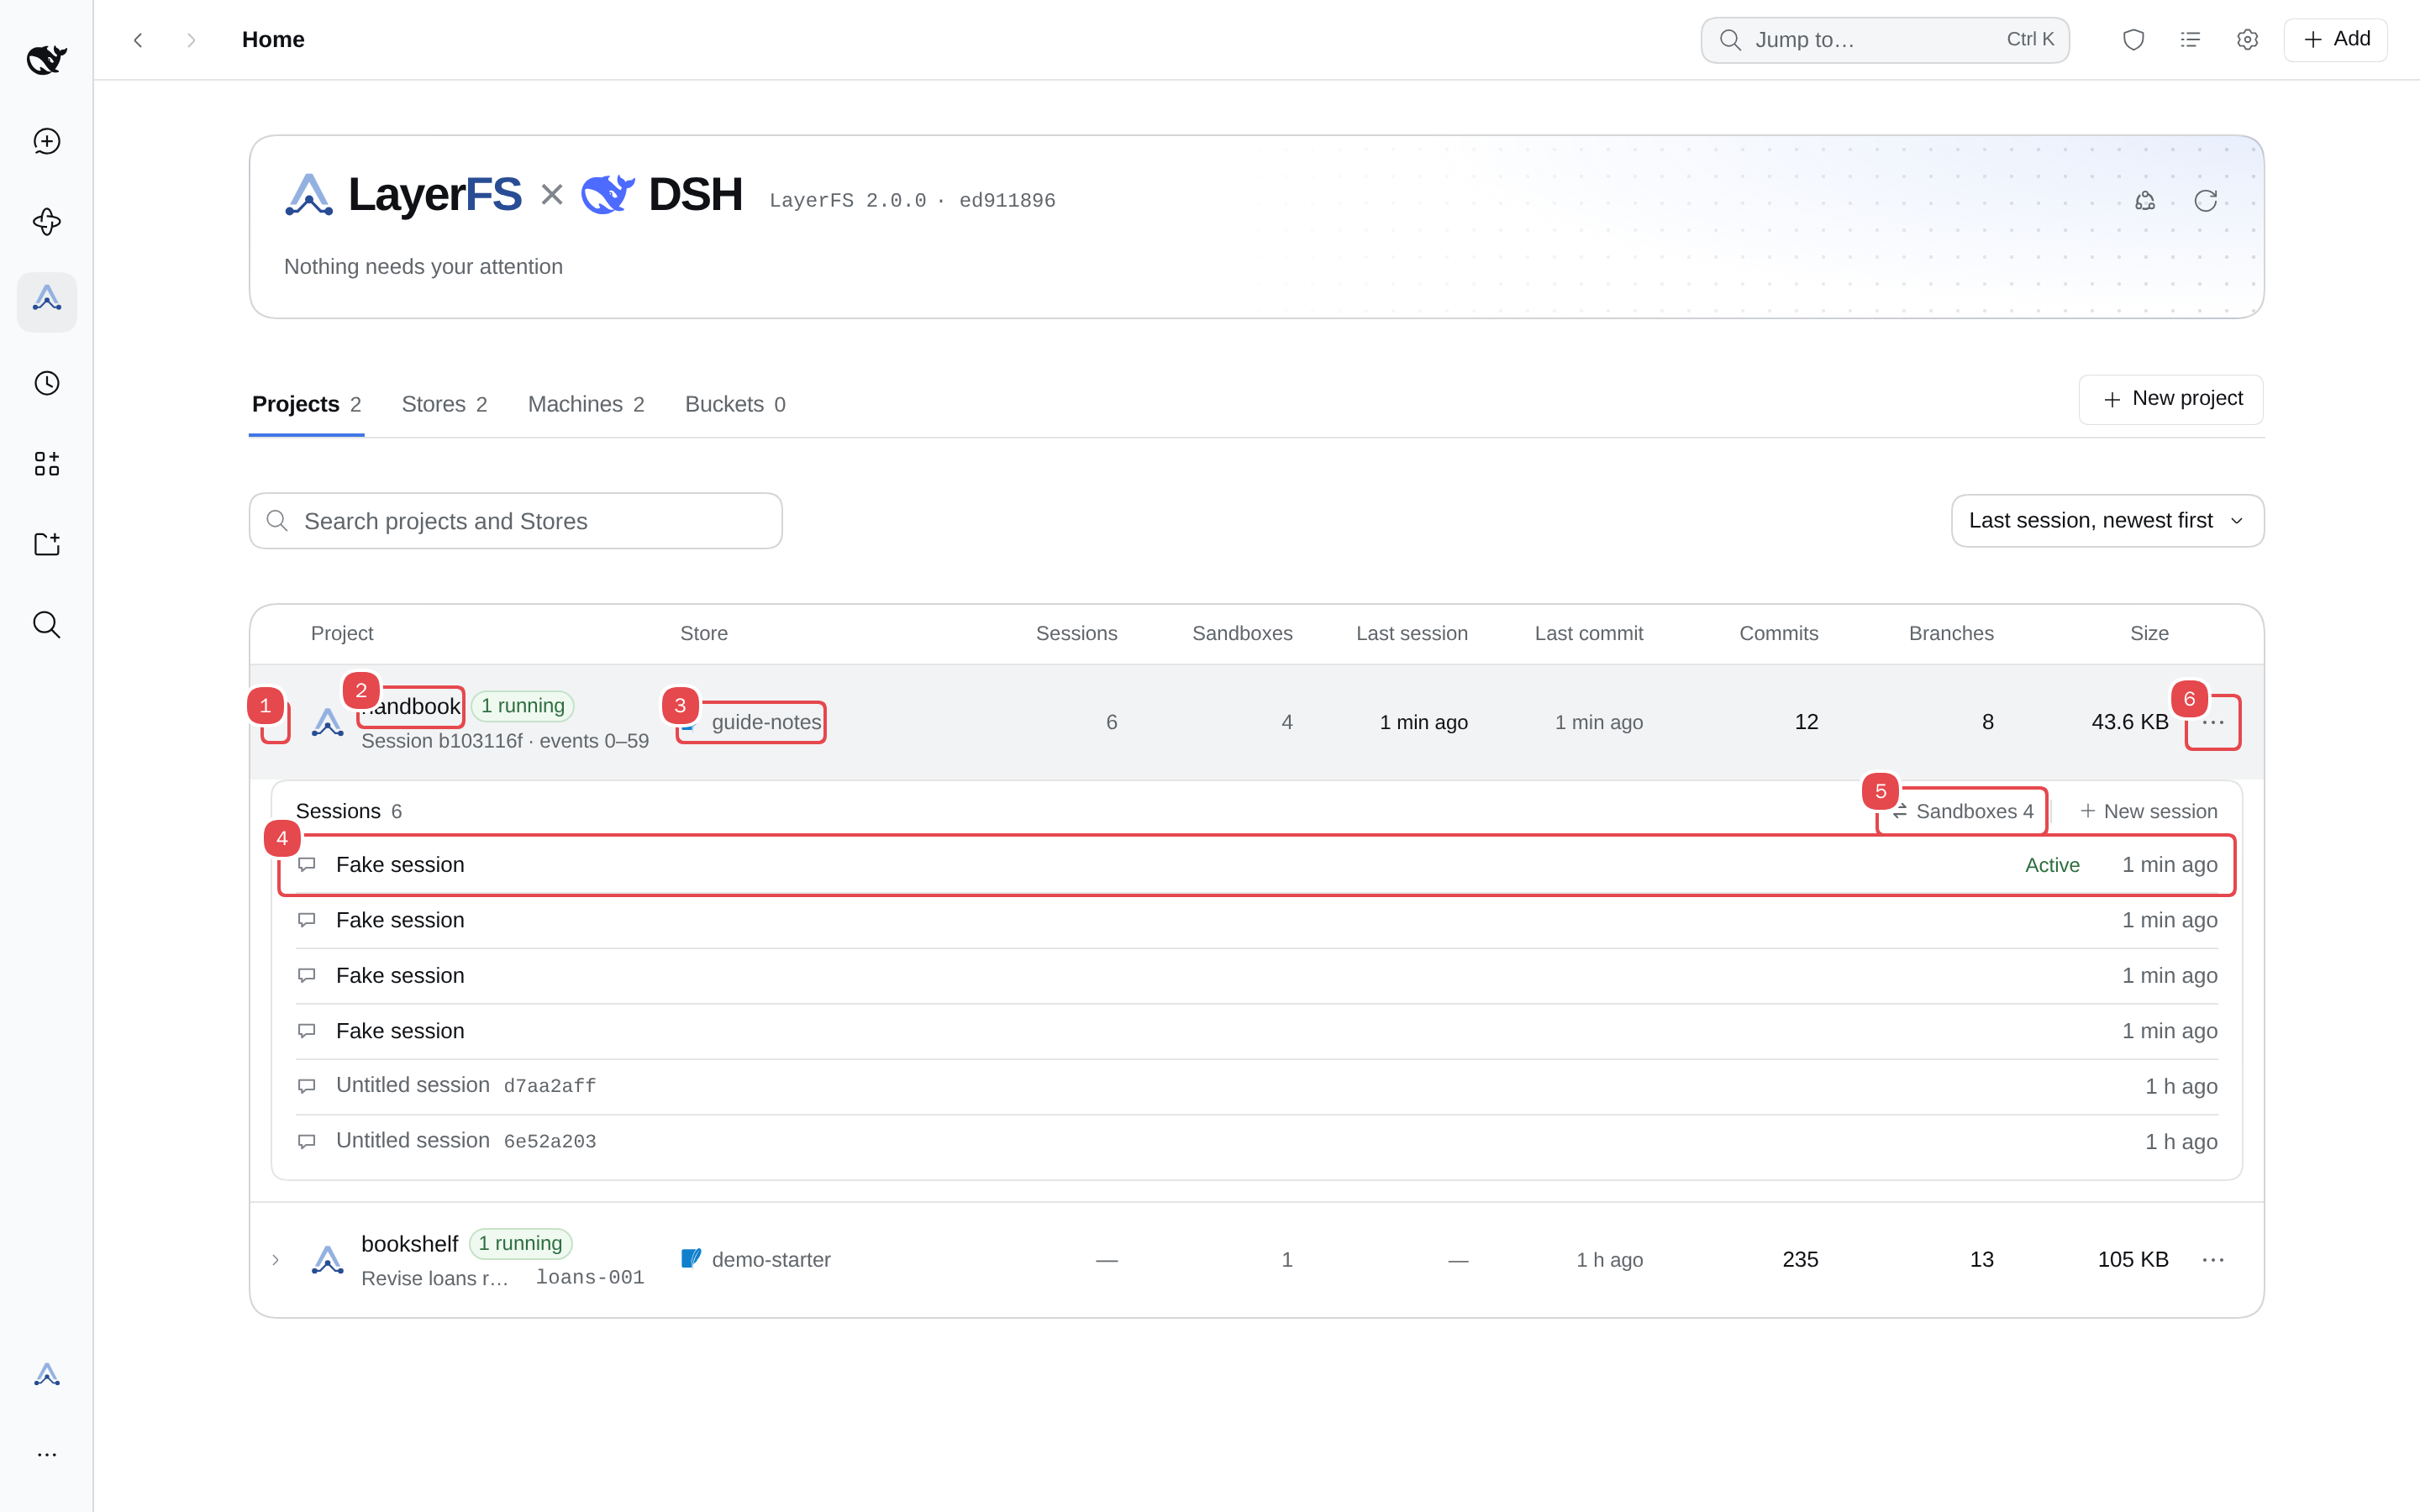 Home
Jump to…
Ctrl K
Add
LayerFS × DSH LayerFS 2.0.0 · ed911896
Nothing needs your attention
Projects 2 Stores 2 Machines 2 Buckets 0
New project
Search projects and Stores
Last session, newest first
Project Store Sessions Sandboxes Last session Last commit Commits Branches Size
1 2 handbook 1 running 3 guide-notes 6 4 1 min ago 1 min ago 12 8 43.6 KB 6
Session b103116f · events 0–59
Sessions 6 5 Sandboxes 4 New session
4 Fake session Active 1 min ago
Fake session 1 min ago
Fake session 1 min ago
Fake session 1 min ago
Untitled session d7aa2aff 1 h ago
Untitled session 6e52a203 1 h ago
bookshelf 1 running demo-starter — 1 — 1 h ago 235 13 105 KB
Revise loans r… loans-001